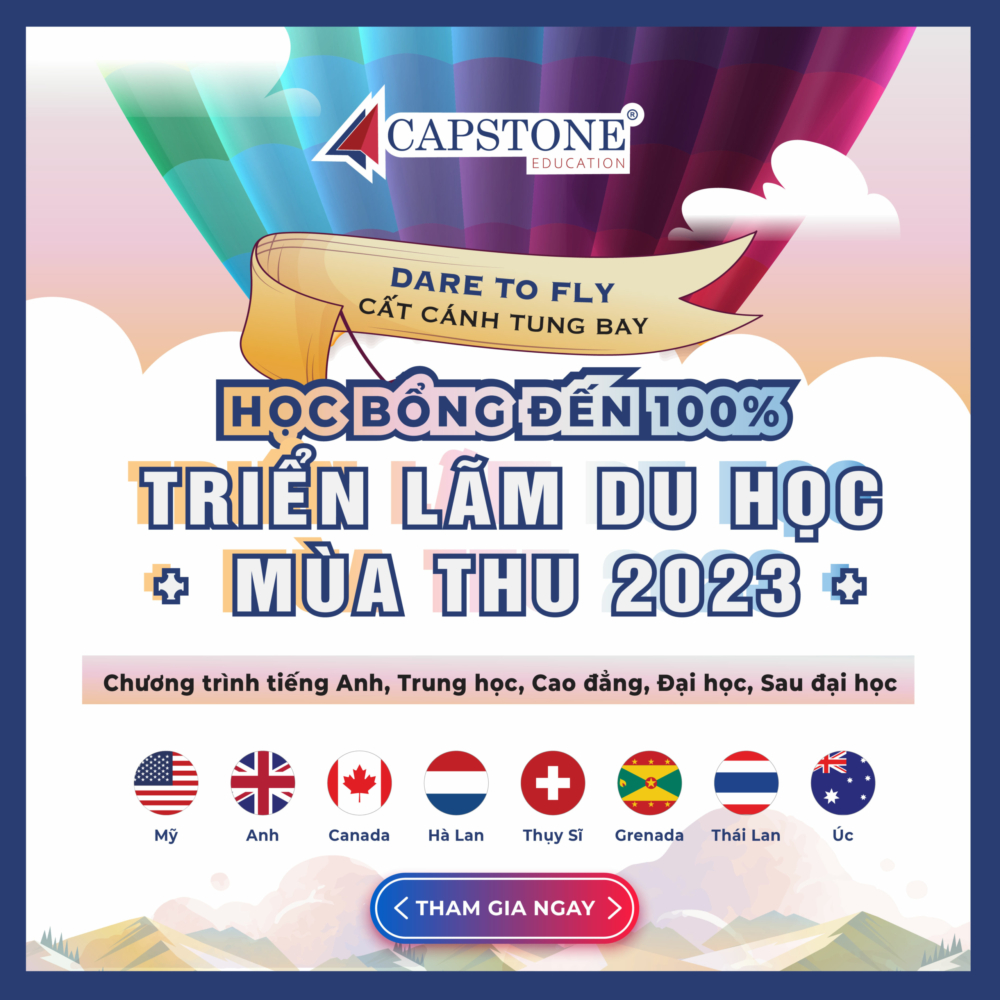 CAPSTONE®
EDUCATION
DARE TO FLY
CẤT CÁNH TUNG BAY
HỌC BỔNG ĐẾN 100%
TRIỂN LÃM DU HỌC
MÙA THU 2023
Chương trình tiếng Anh, Trung học, Cao đẳng, Đại học, Sau đại học
Mỹ Anh Canada Hà Lan Thụy Sĩ Grenada Thái Lan Úc
THAM GIA NGAY